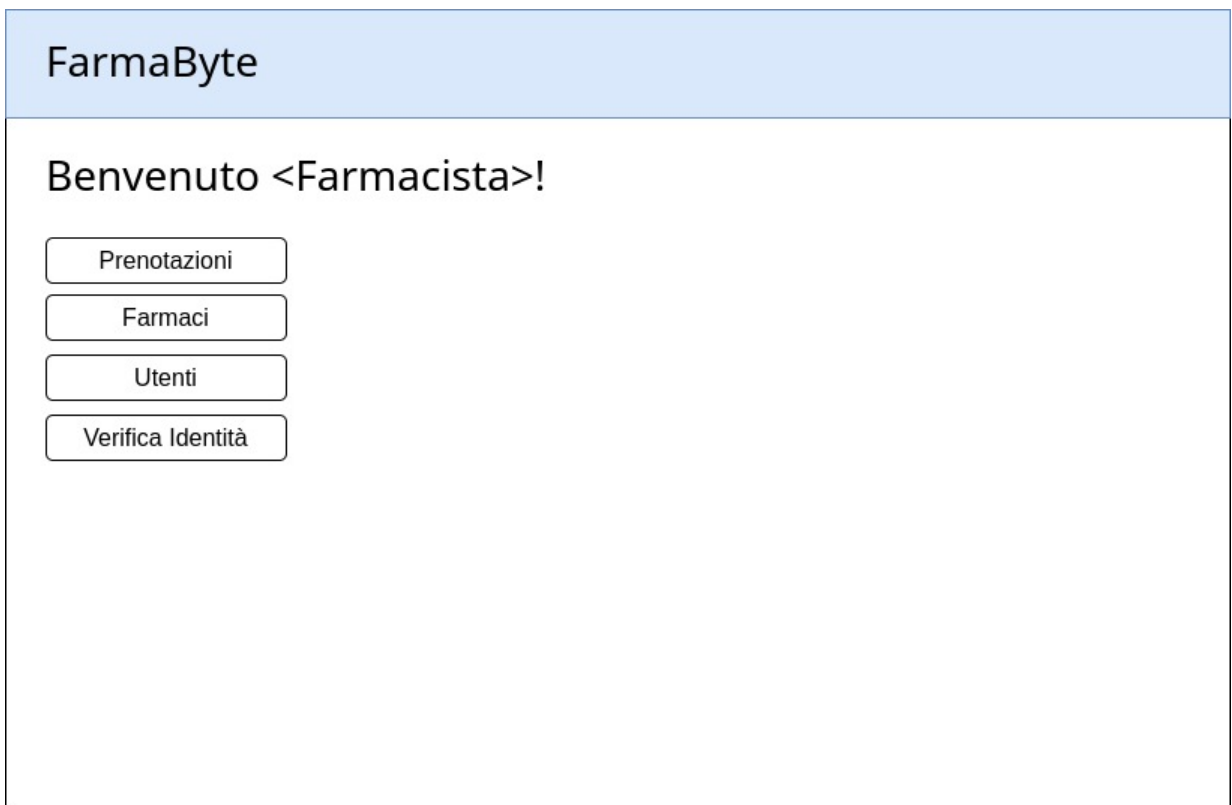 FarmaByte
Benvenuto <Farmacista>!
Prenotazioni
Farmaci
Utenti
Verifica Identità